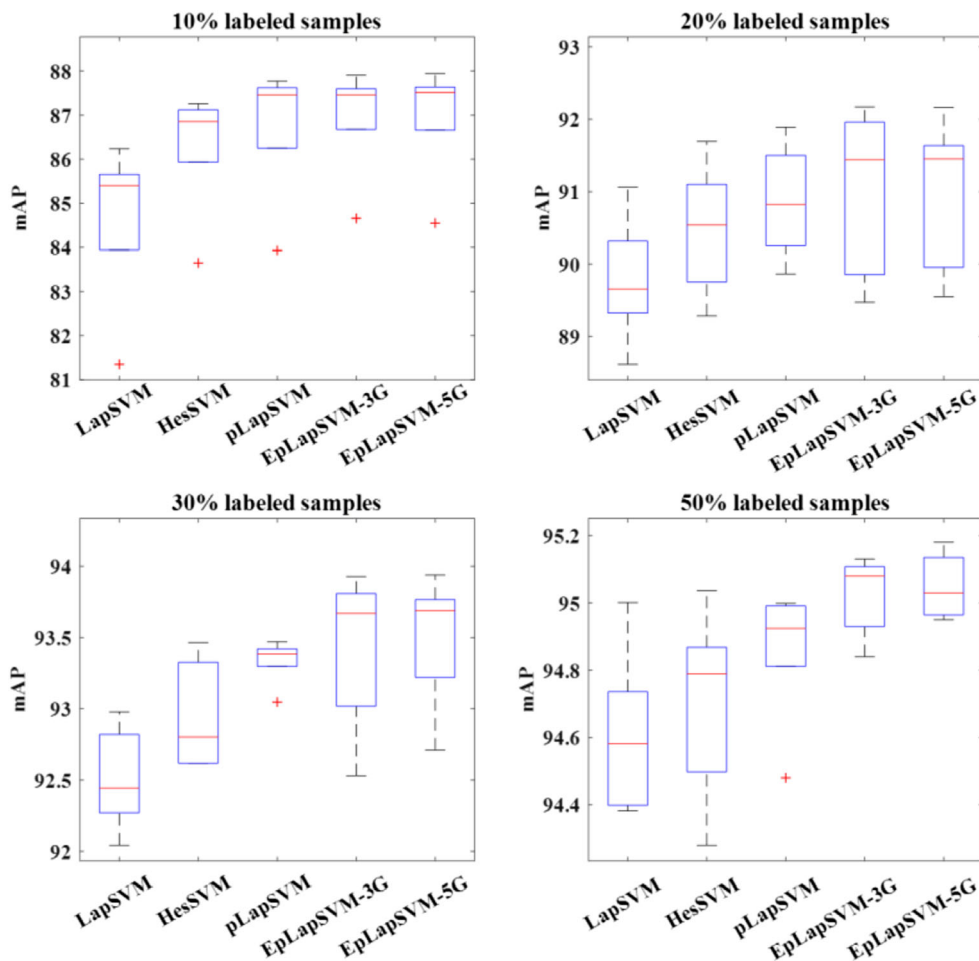 10% labeled samples
88
87
86
85
84
83
82
81
mAP
LapSVM
HesSVM
pLapSVM
EpLapSVM-3G
EpLapSVM-5G
20% labeled samples
93
92
91
90
89
mAP
LapSVM
HesSVM
pLapSVM
EpLapSVM-3G
EpLapSVM-5G
30% labeled samples
94
93.5
93
92.5
92
mAP
LapSVM
HesSVM
pLapSVM
EpLapSVM-3G
EpLapSVM-5G
50% labeled samples
95.2
95
94.8
94.6
94.4
mAP
LapSVM
HesSVM
pLapSVM
EpLapSVM-3G
EpLapSVM-5G